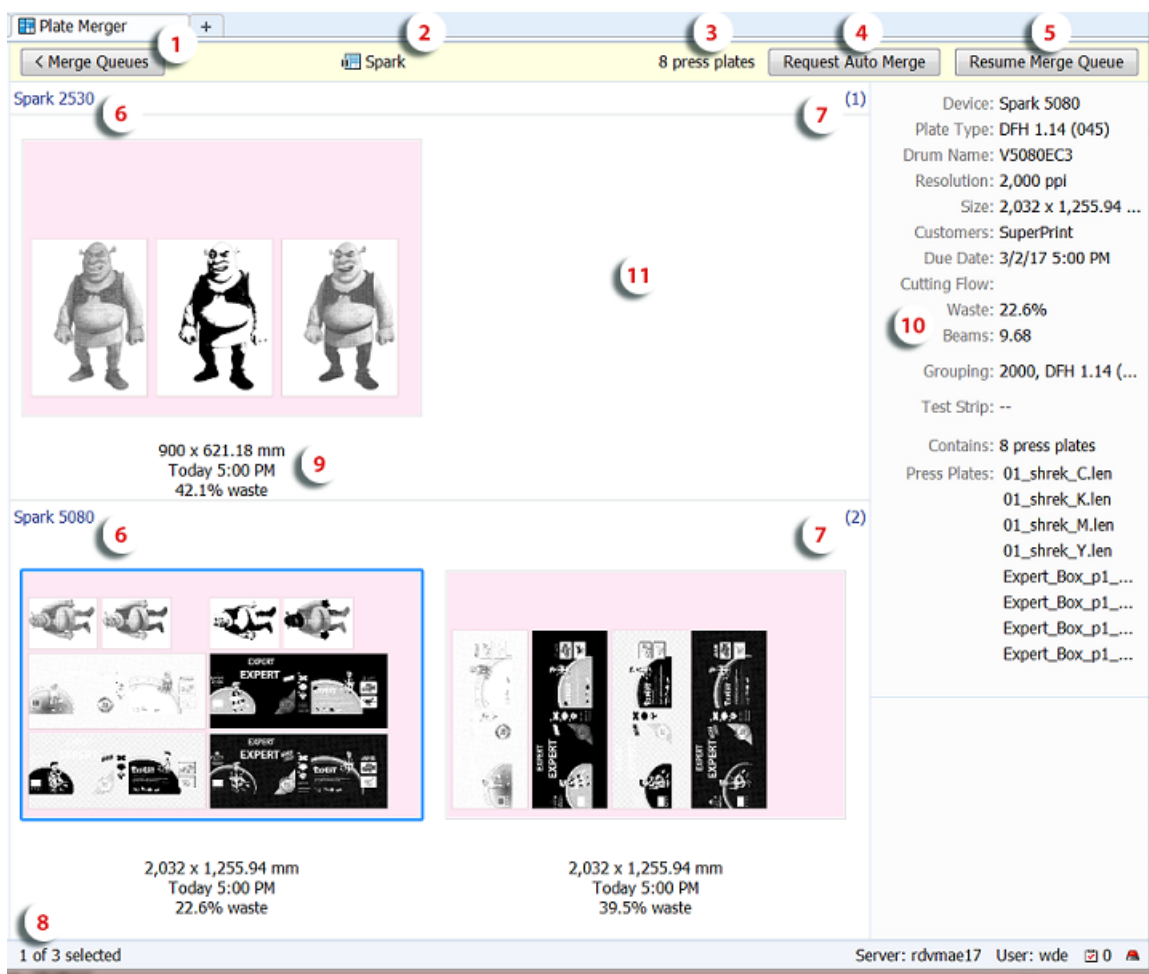 Plate Merger
+
1
2
3
4
5
< Merge Queues
Spark
8 press plates
Request Auto Merge
Resume Merge Queue
Spark 2530
6
7
(1)
11
900 x 621.18 mm
Today 5:00 PM
42.1% waste
9
Spark 5080
6
7
(2)
EXPERT
EXPERT
EXPERT
EXPERT
EXPERT
EXPERT
EXPERT
EXPERT
2,032 x 1,255.94 mm
Today 5:00 PM
22.6% waste
2,032 x 1,255.94 mm
Today 5:00 PM
39.5% waste
Device: Spark 5080
Plate Type: DFH 1.14 (045)
Drum Name: V5080EC3
Resolution: 2,000 ppi
Size: 2,032 x 1,255.94 ...
Customers: SuperPrint
Due Date: 3/2/17 5:00 PM
Cutting Flow:
Waste: 22.6%
10
Beams: 9.68
Grouping: 2000, DFH 1.14 (...
Test Strip: --
Contains: 8 press plates
Press Plates: 01_shrek_C.len
01_shrek_K.len
01_shrek_M.len
01_shrek_Y.len
Expert_Box_p1_...
Expert_Box_p1_...
Expert_Box_p1_...
Expert_Box_p1_...
8
1 of 3 selected
Server: rdvmae17 User: wde 0